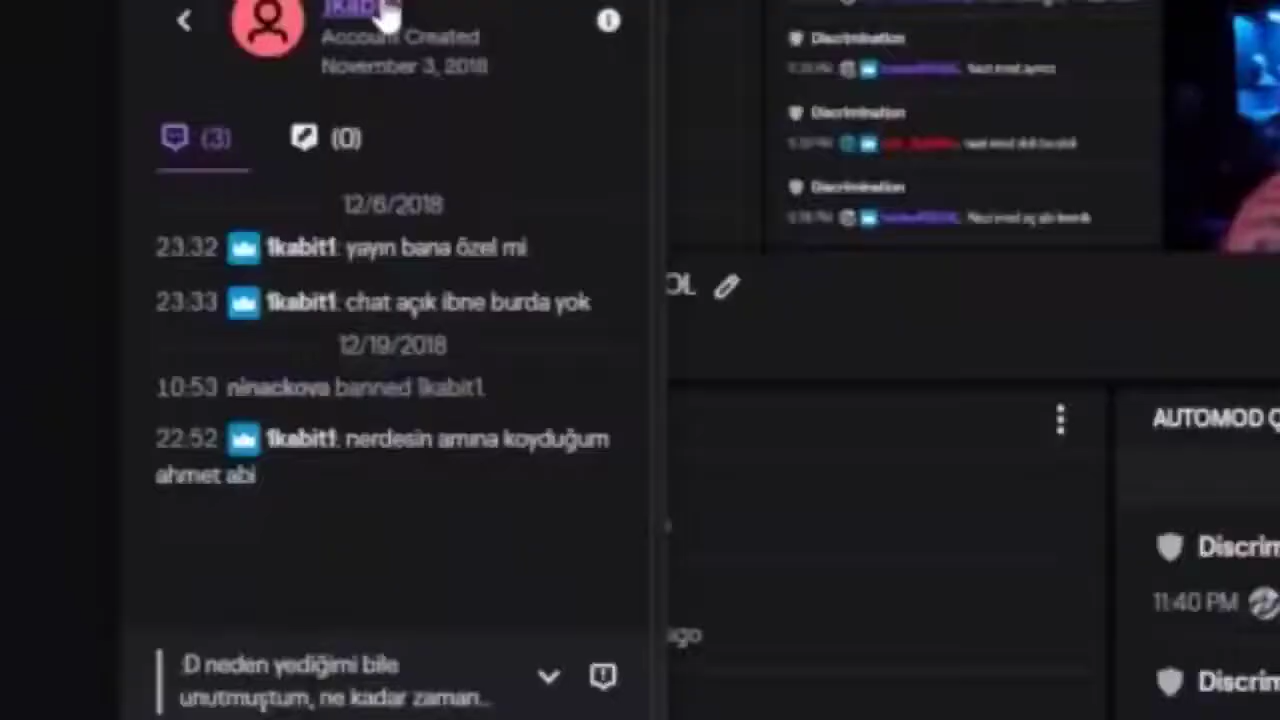 Account Created
November 3, 2018
(3)
(0)
12/6/2018
23:32 1kabit1: yayın bana özel mi
23:33 1kabit1: chat açık ibne burda yok
12/19/2018
10:53 ninackova banned 1kabit1.
22:52 1kabit1: nerdesin amına koyduğum
ahmet abi
:D neden yediğimi bile
unutmuştum, ne kadar zaman...
Discrimination
Discrimination
Discrimination
OL
ago
AUTOMOD Ç
Discrim
11:40 PM
Discrim